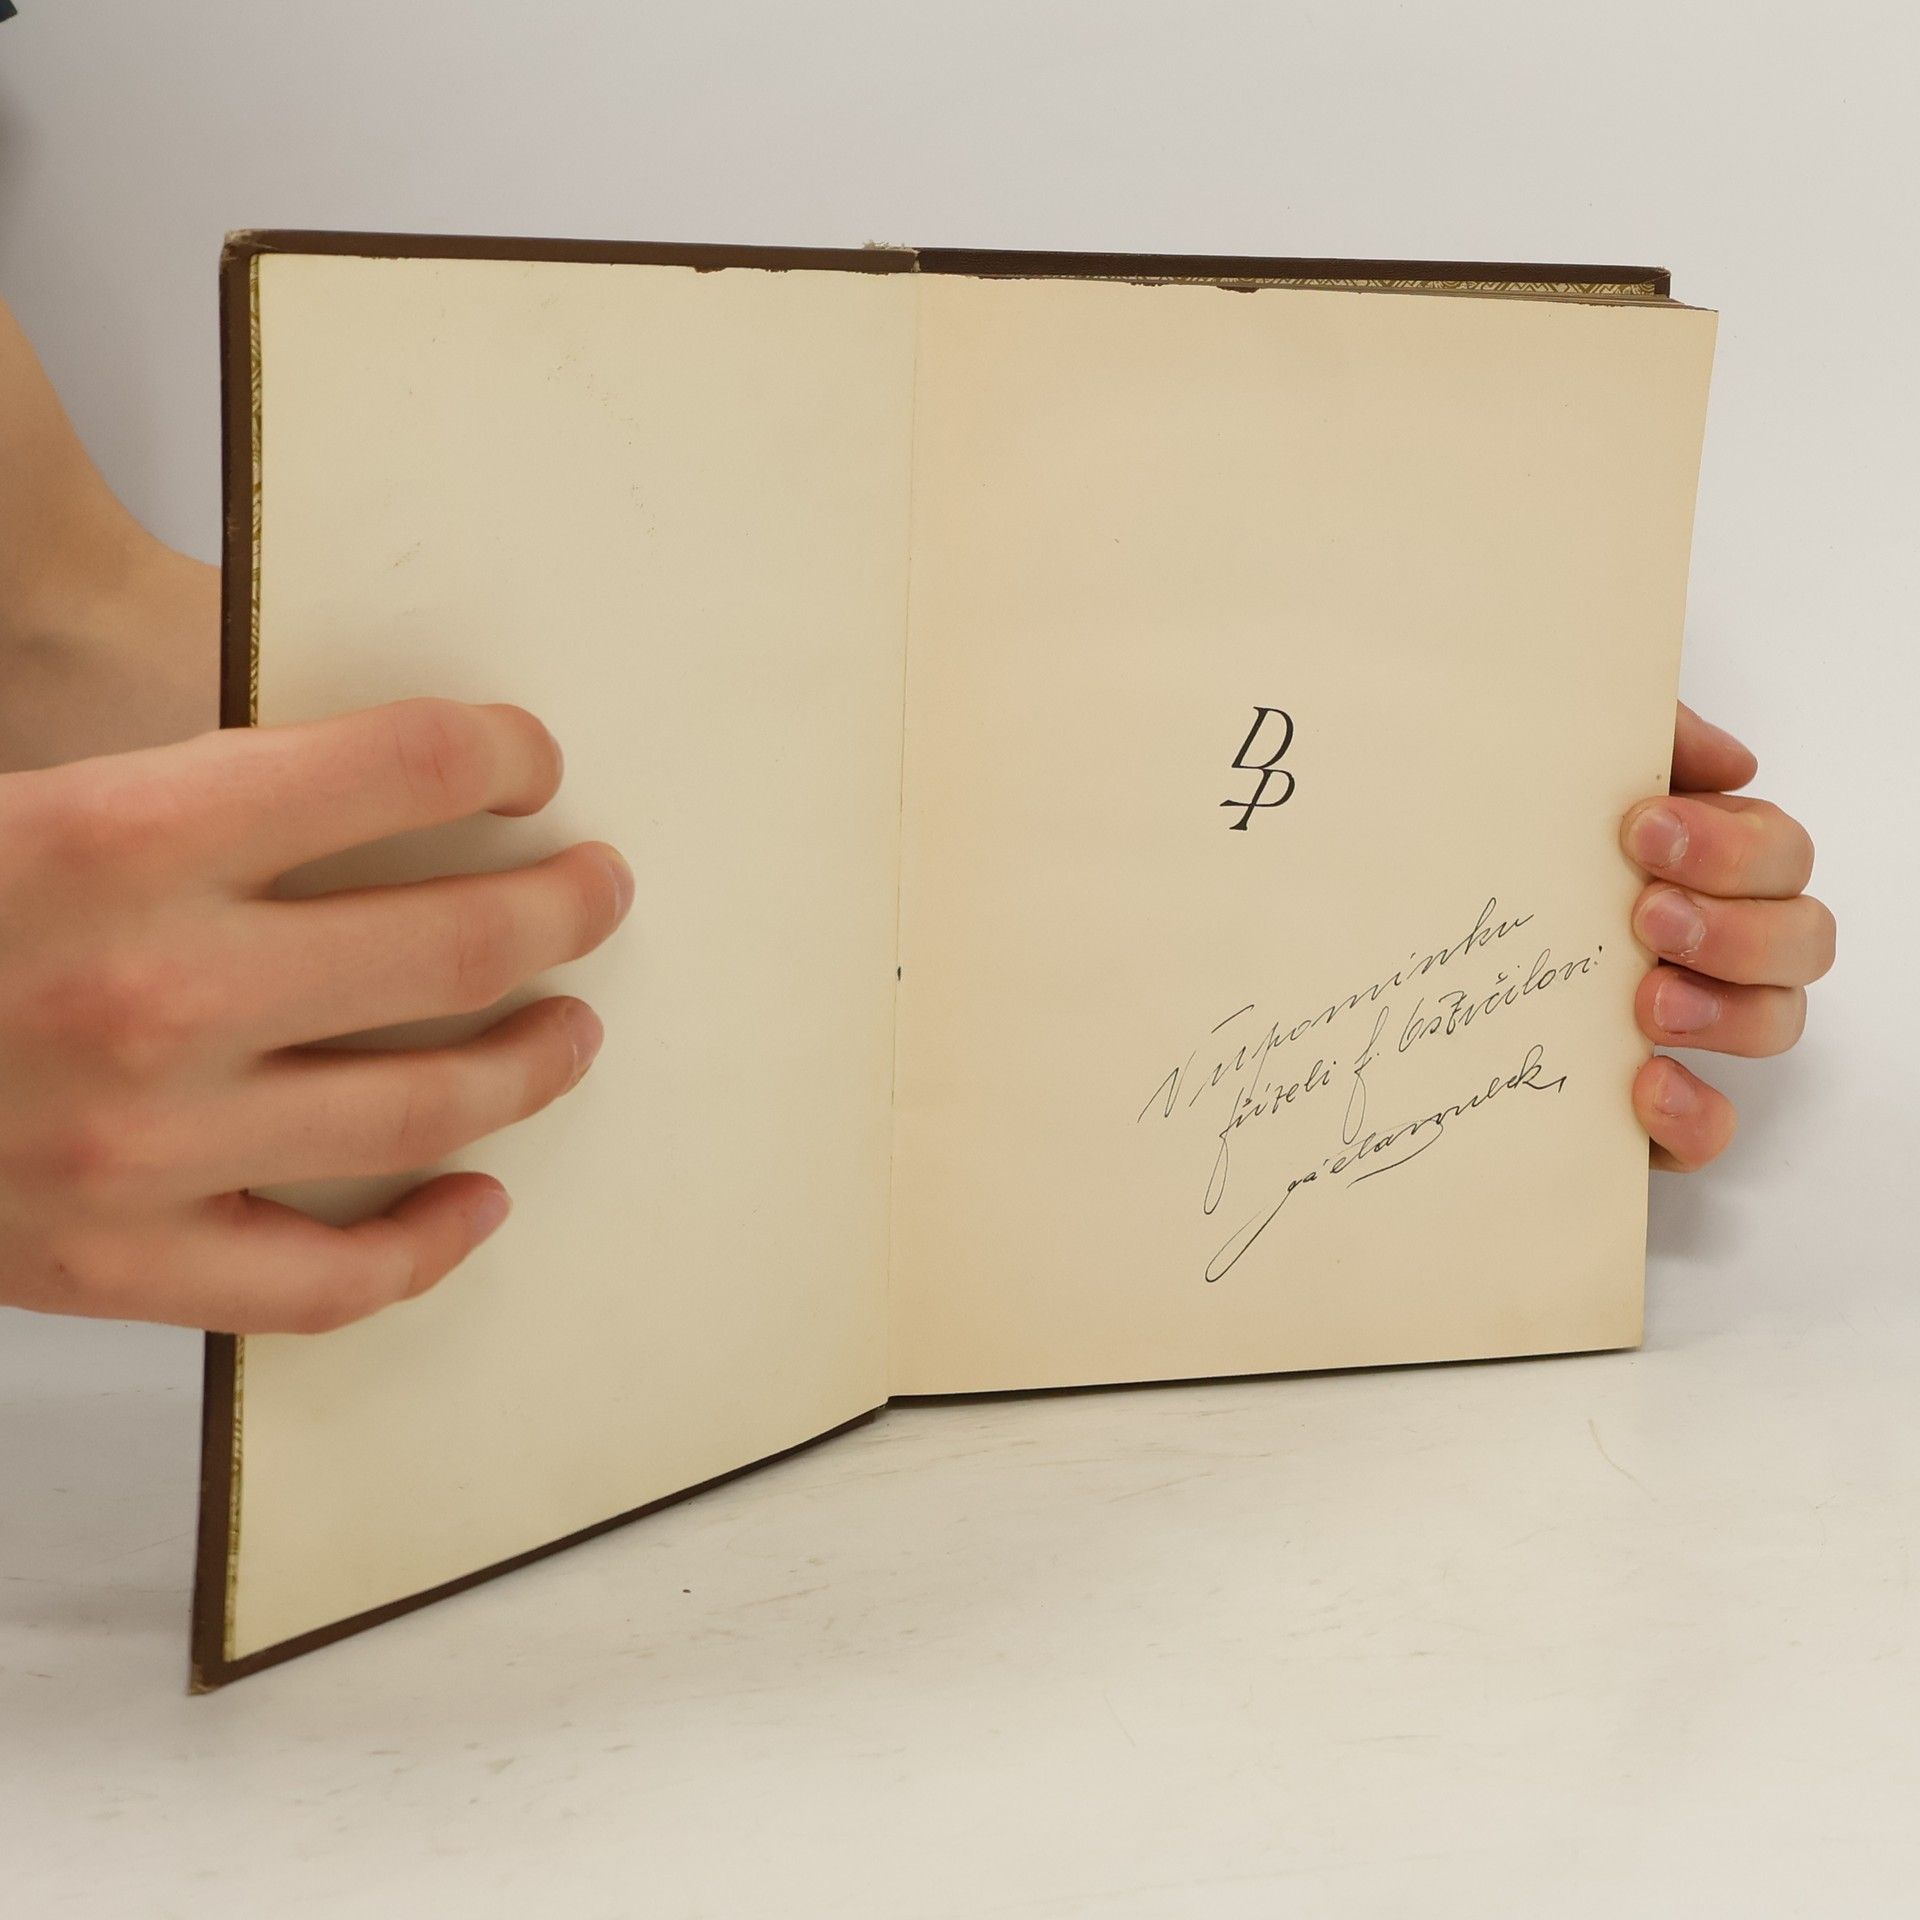 DP
V upomínku
příteli f. Ostrčilovi